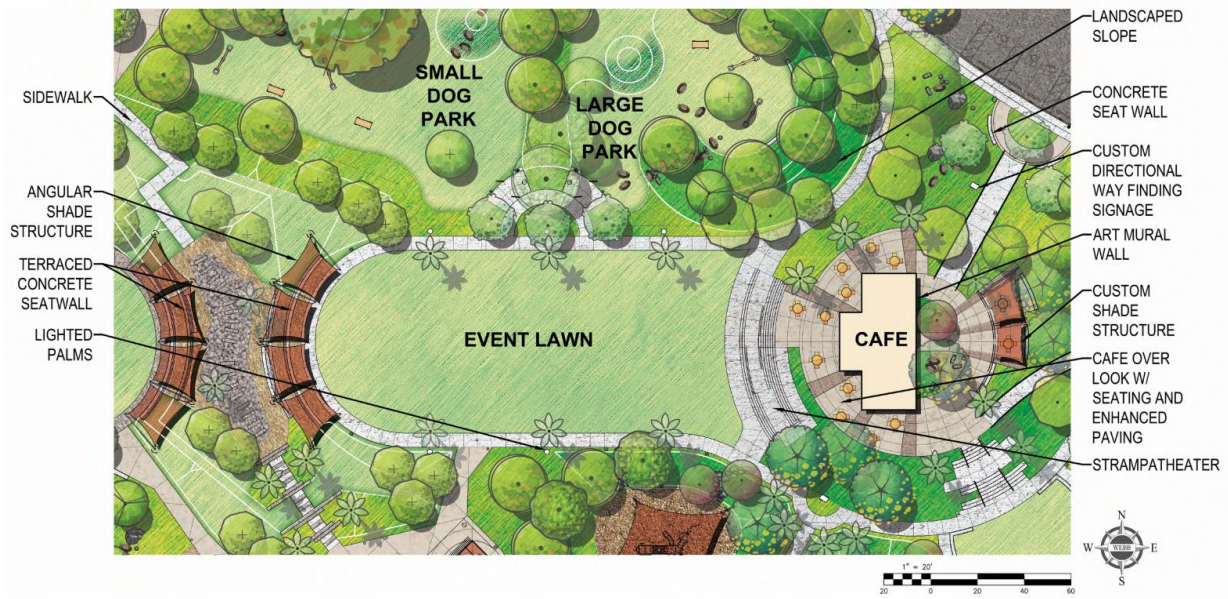 SMALL
DOG
PARK
LARGE
DOG
PARK
EVENT LAWN
CAFE
SIDEWALK
ANGULAR
SHADE
STRUCTURE
TERRACED
CONCRETE
SEATWALL
LIGHTED
PALMS
LANDSCAPED
SLOPE
CONCRETE
SEAT WALL
CUSTOM
DIRECTIONAL
WAY FINDING
SIGNAGE
ART MURAL
WALL
CUSTOM
SHADE
STRUCTURE
CAFE OVER
LOOK W/
SEATING AND
ENHANCED
PAVING
STRAMPATHEATER
N
W WEBB E
S
1" = 20'
20 0 20 40 60